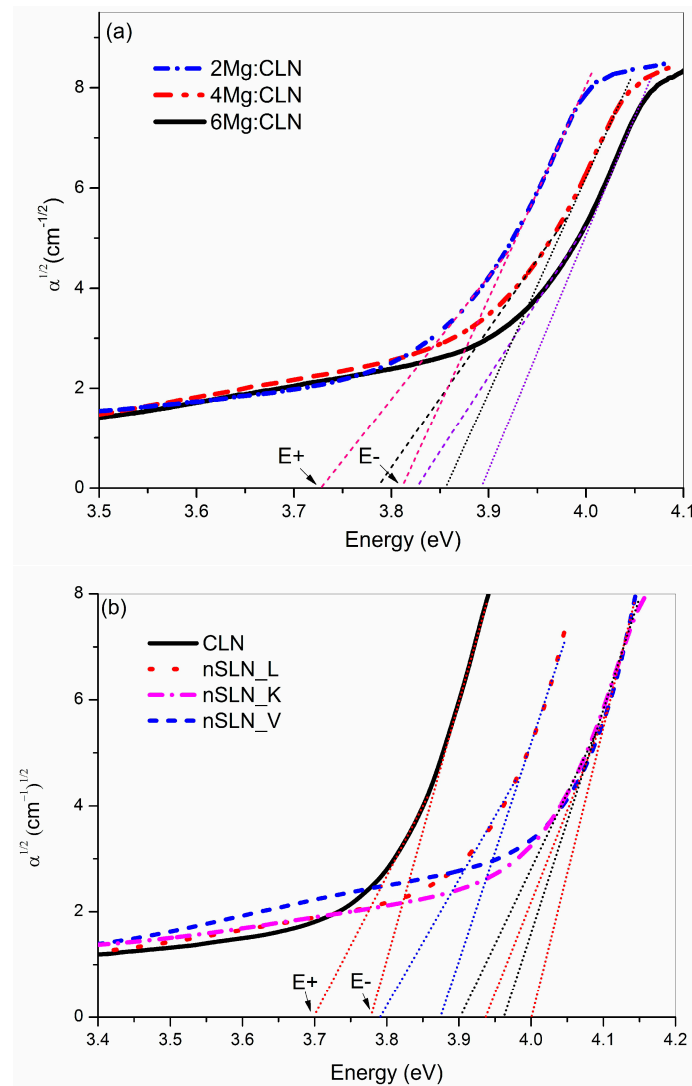 (a)
2Mg:CLN
4Mg:CLN
6Mg:CLN
8
6
4
2
0
α 1/2 (cm-1/2)
E+
E-
3.5 3.6 3.7 3.8 3.9 4.0 4.1
Energy (eV)
(b)
CLN
nSLN_L
nSLN_K
nSLN_V
8
6
4
2
0
α 1/2 (cm−1)1/2
E+
E-
3.4 3.5 3.6 3.7 3.8 3.9 4.0 4.1 4.2
Energy (eV)